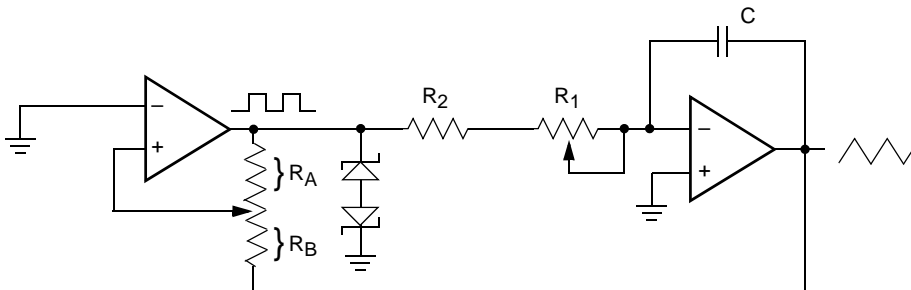 C
R2
R1
–
+
} RA
} RB
–
+